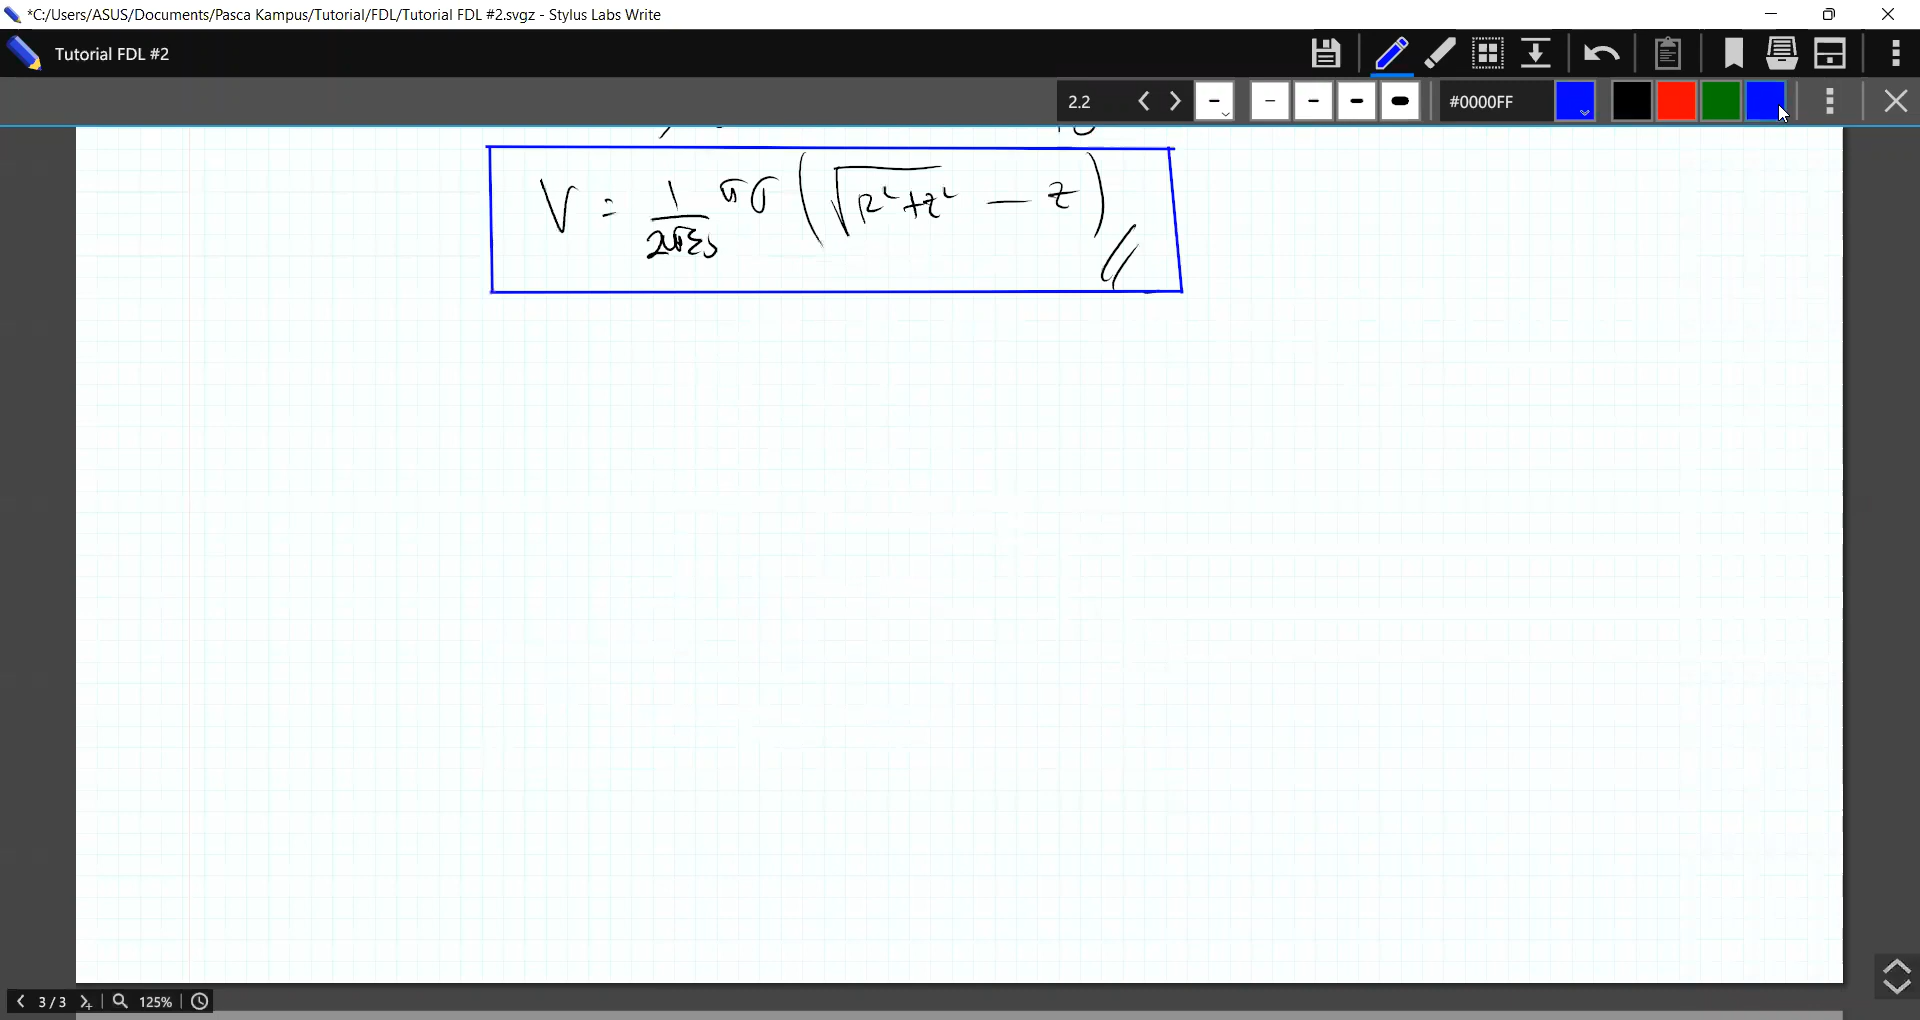 *C:/Users/ASUS/Documents/Pasca Kampus/Tutorial/FDL/Tutorial FDL #2.svgz - Stylus Labs Write
Tutorial FDL #2
2.2
#0000FF
V = 1/(2πε₀) πσ (√(R²+z²) — z) //
3/3
125%